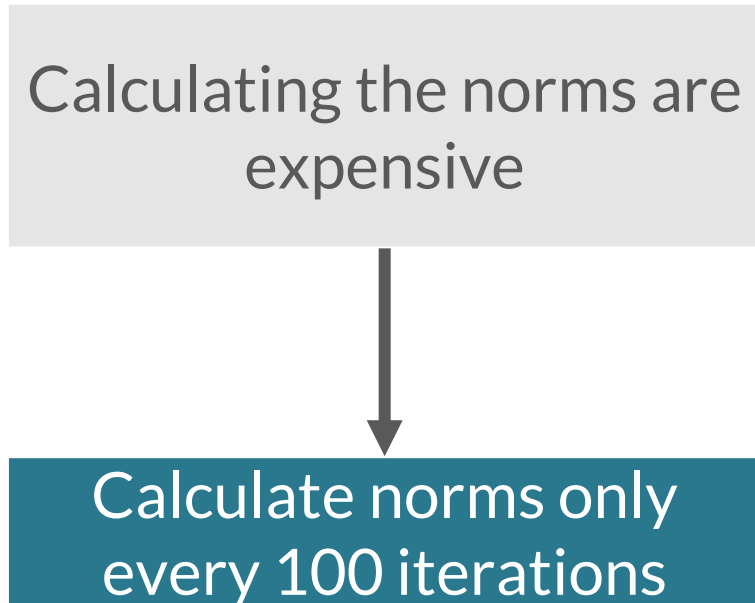 Calculating the norms are
expensive
Calculate norms only
every 100 iterations